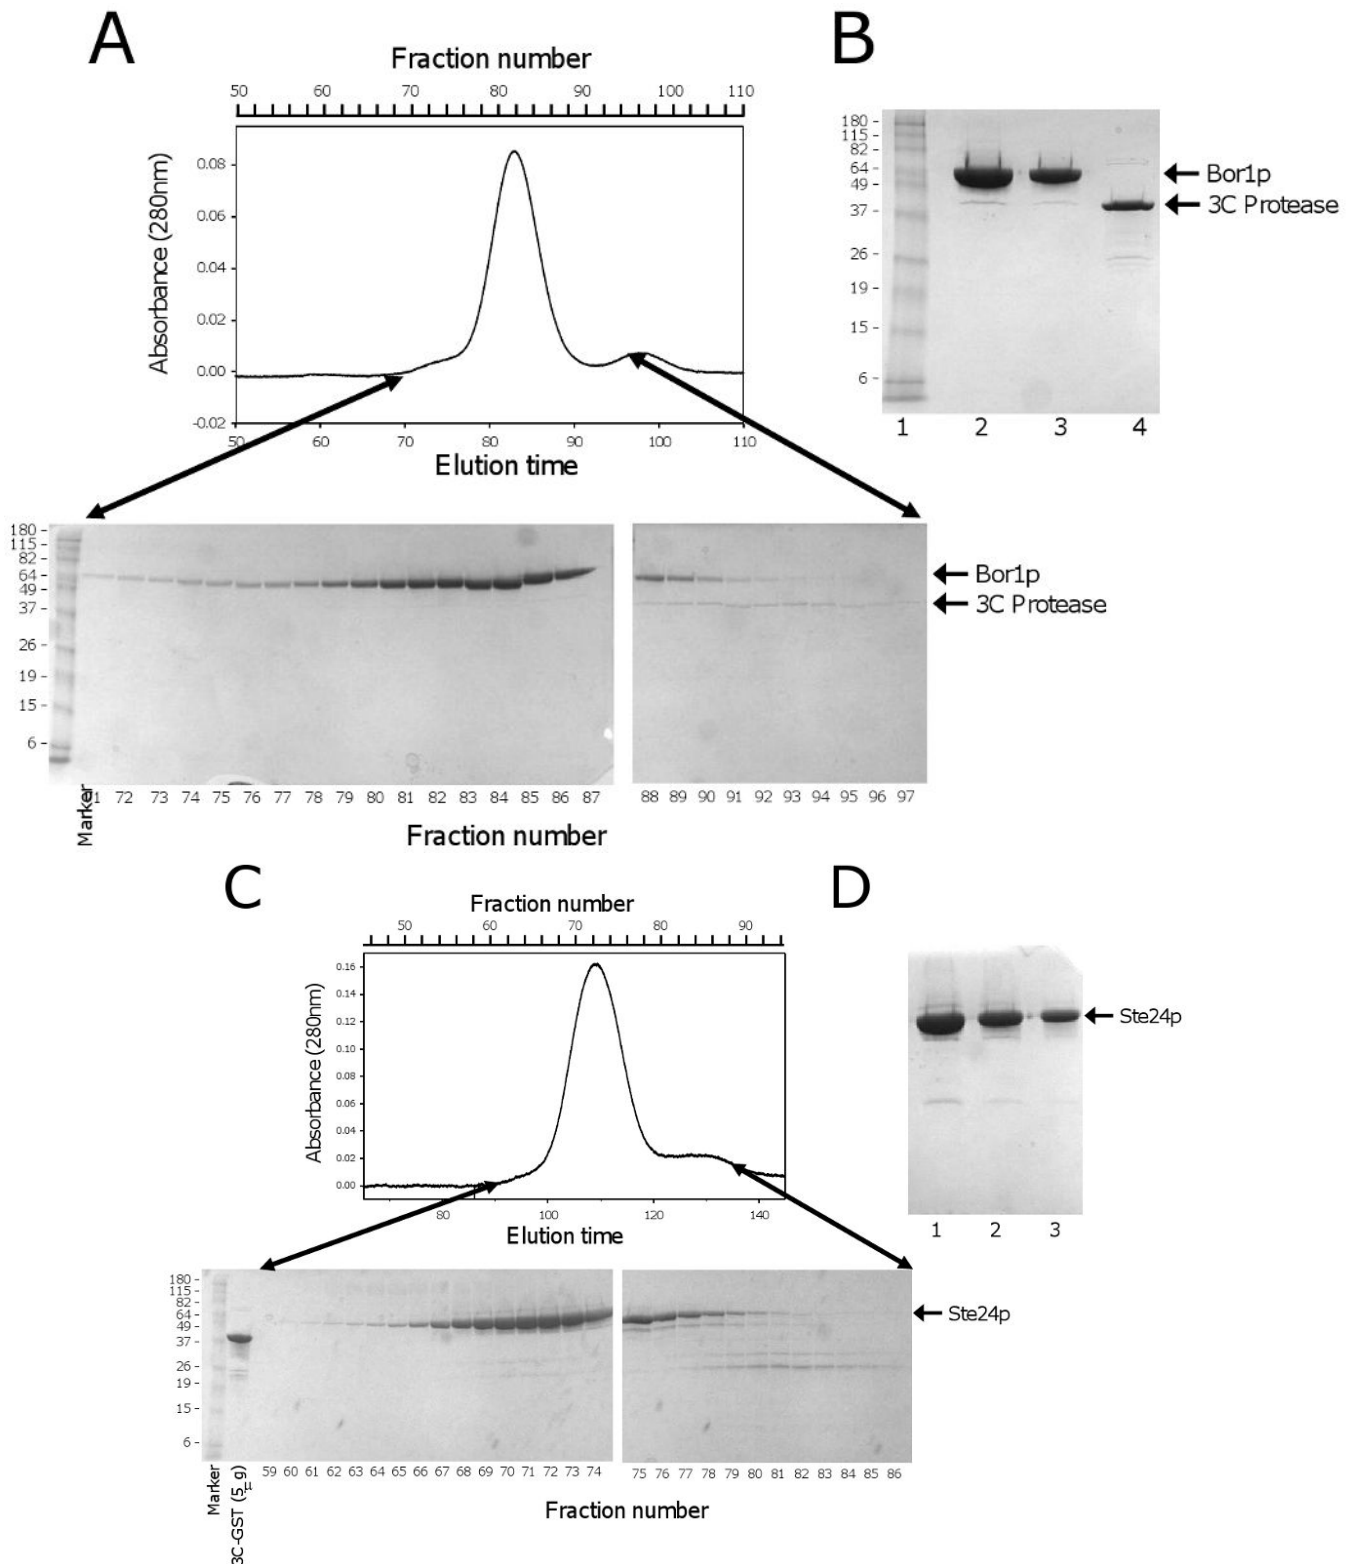 A
Fraction number
50 60 70 80 90 100 110
Absorbance (280nm)
0.08
0.06
0.04
0.02
0.00
-0.02
50 60 70 80 90 100 110
Elution time
180 -
115 -
82 -
64 -
49 -
37 -
26 -
19 -
15 -
6 -
Bor1p
3C Protease
Marker
72 73 74 75 76 77 78 79 80 81 82 83 84 85 86 87 88 89 90 91 92 93 94 95 96 97
Fraction number
B
180 -
115 -
82 -
64 -
49 -
37 -
26 -
19 -
15 -
6 -
Bor1p
3C Protease
1 2 3 4
C
Fraction number
50 60 70 80 90
Absorbance (280nm)
0.16
0.14
0.12
0.10
0.08
0.06
0.04
0.02
0.00
80 100 120 140
Elution time
180 -
115 -
82 -
64 -
49 -
37 -
26 -
19 -
15 -
6 -
Ste24p
Marker
3C-GST (5 μg)
59 60 61 62 63 64 65 66 67 68 69 70 71 72 73 74 75 76 77 78 79 80 81 82 83 84 85 86
Fraction number
D
Ste24p
1 2 3